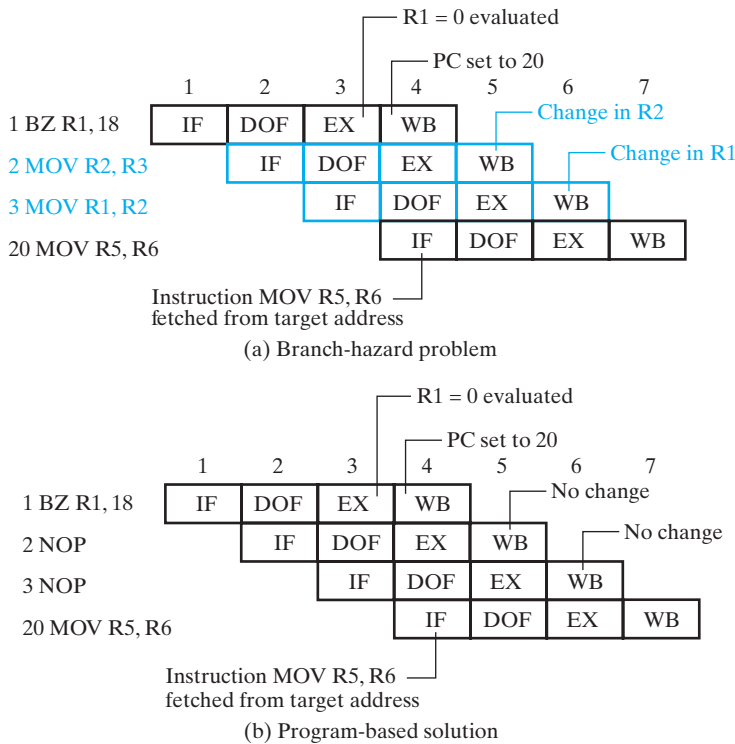 R1 = 0 evaluated
PC set to 20
1 2 3 4 5 6 7
Change in R2
1 BZ R1, 18 IF DOF EX WB
Change in R1
2 MOV R2, R3 IF DOF EX WB
3 MOV R1, R2 IF DOF EX WB
20 MOV R5, R6 IF DOF EX WB
Instruction MOV R5, R6
fetched from target address
(a) Branch-hazard problem
R1 = 0 evaluated
PC set to 20
1 2 3 4 5 6 7
No change
1 BZ R1, 18 IF DOF EX WB
No change
2 NOP IF DOF EX WB
3 NOP IF DOF EX WB
20 MOV R5, R6 IF DOF EX WB
Instruction MOV R5, R6
fetched from target address
(b) Program-based solution